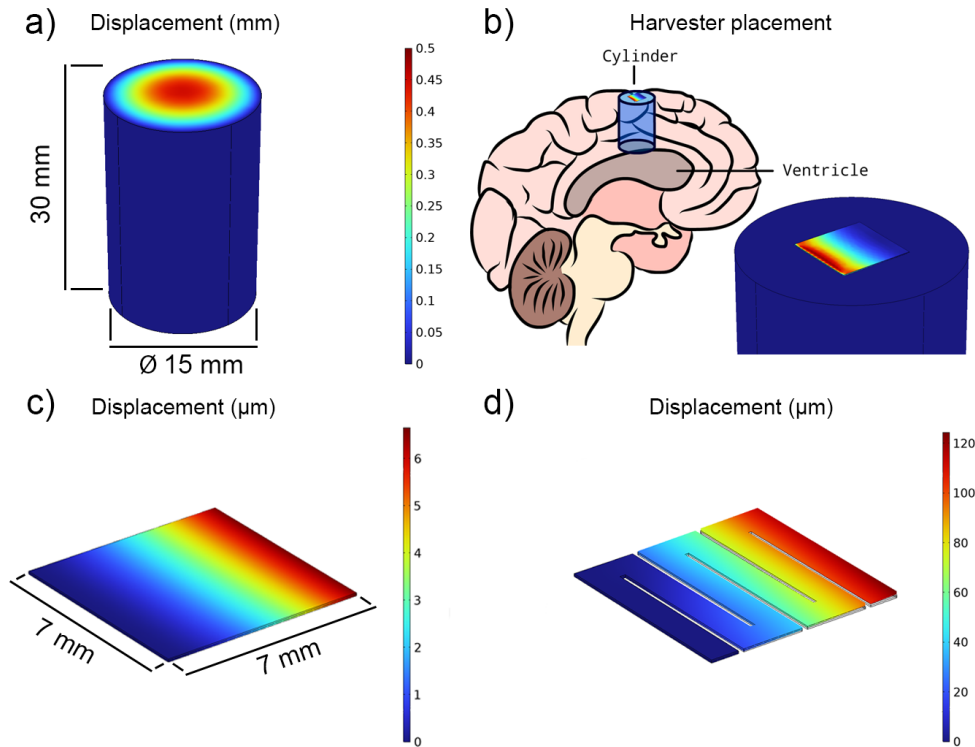 a)
Displacement (mm)
30 mm
Ø 15 mm
0.5
0.45
0.4
0.35
0.3
0.25
0.2
0.15
0.1
0.05
0
b)
Harvester placement
Cylinder
Ventricle
c)
Displacement (µm)
7 mm
7 mm
6
5
4
3
2
1
0
d)
Displacement (µm)
120
100
80
60
40
20
0